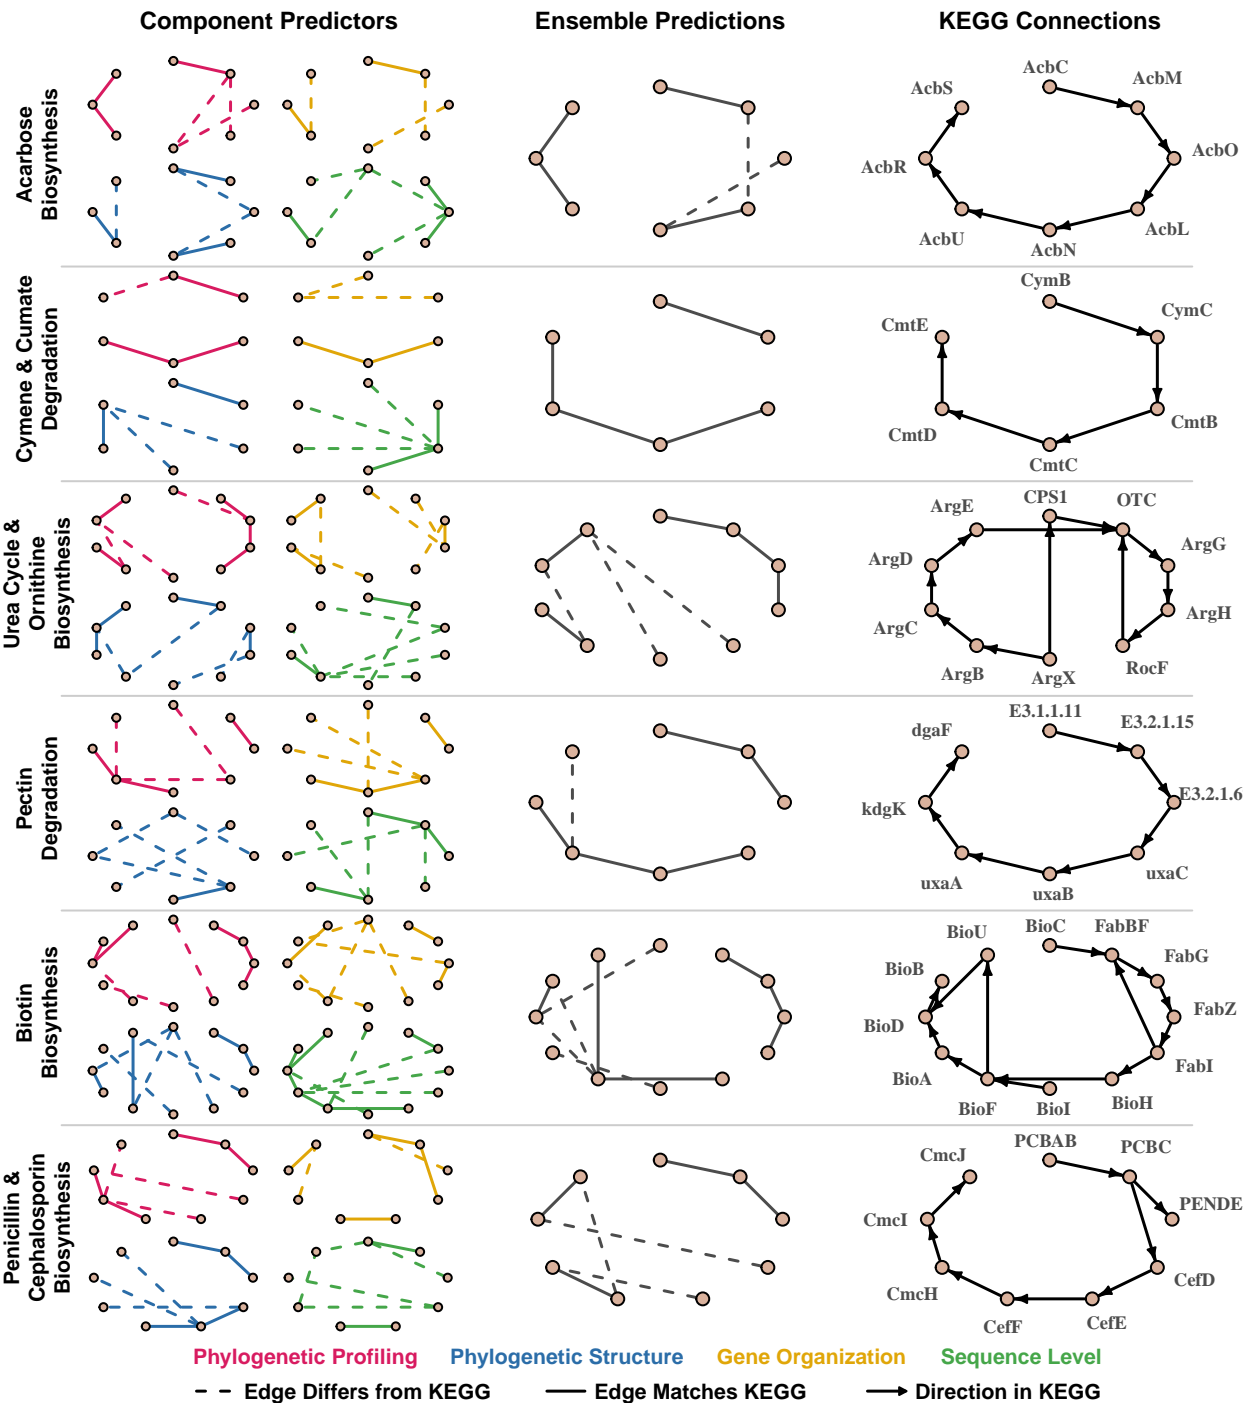 Component Predictors
Ensemble Predictions
KEGG Connections
Acarbose
Biosynthesis
AcbC
AcbM
AcbS
AcbO
AcbR
AcbL
AcbU
AcbN
Cymene & Cumate
Degradation
CymB
CymC
CmtE
CmtB
CmtD
CmtC
Urea Cycle &
Ornithine
Biosynthesis
CPS1
OTC
ArgE
ArgG
ArgD
ArgH
ArgC
RocF
ArgB
ArgX
Pectin
Degradation
E3.1.1.11
E3.2.1.15
dgaF
E3.2.1.6
kdgK
uxaC
uxaA
uxaB
Biotin
Biosynthesis
BioC
FabBF
BioU
FabG
BioB
FabZ
BioD
FabI
BioA
BioH
BioF
BioI
Penicillin &
Cephalosporin
Biosynthesis
PCBAB
PCBC
CmcJ
PENDE
CmcI
CefD
CmcH
CefE
CefF
Phylogenetic Profiling
Phylogenetic Structure
Gene Organization
Sequence Level
Edge Differs from KEGG
Edge Matches KEGG
Direction in KEGG